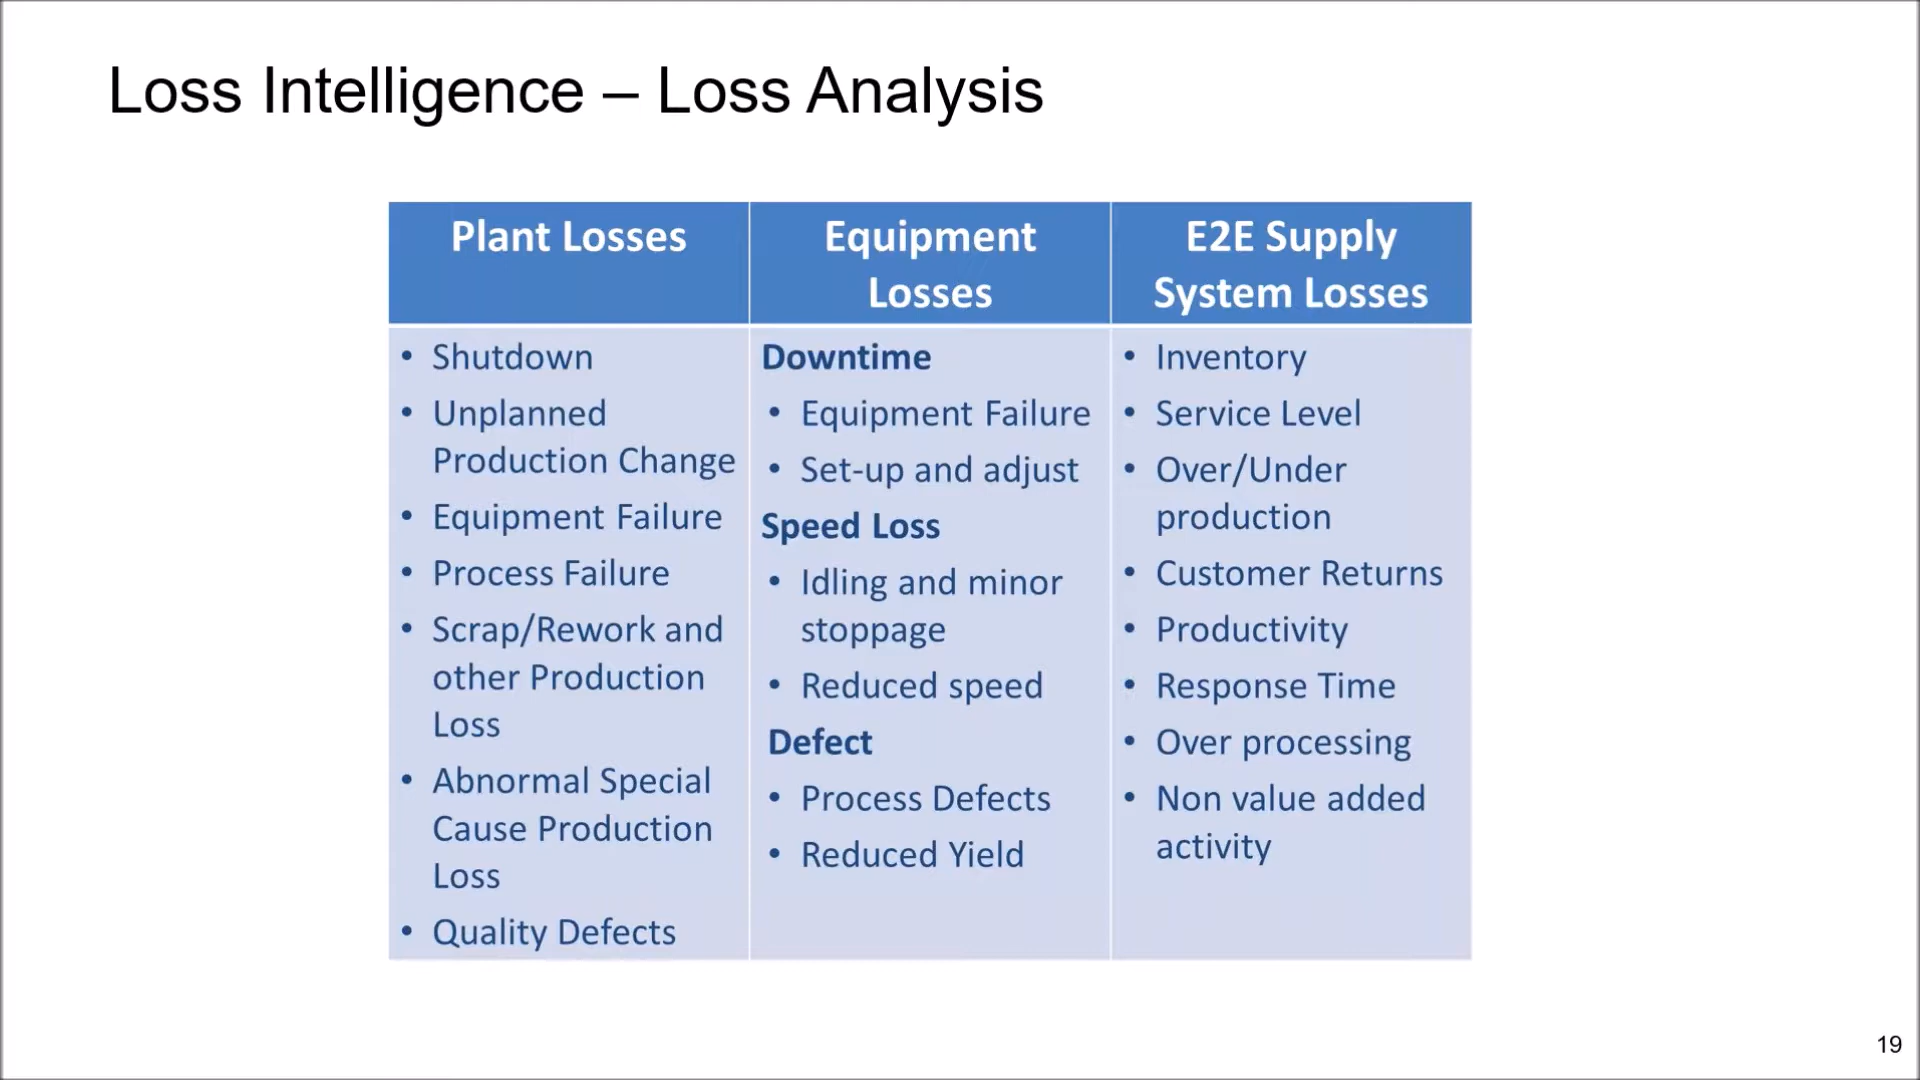 Loss Intelligence – Loss Analysis
Plant Losses
• Shutdown
• Unplanned
Production Change
• Equipment Failure
• Process Failure
• Scrap/Rework and
other Production
Loss
• Abnormal Special
Cause Production
Loss
• Quality Defects
Equipment
Losses
Downtime
• Equipment Failure
• Set-up and adjust
Speed Loss
• Idling and minor
stoppage
• Reduced speed
Defect
• Process Defects
• Reduced Yield
E2E Supply
System Losses
• Inventory
• Service Level
• Over/Under
production
• Customer Returns
• Productivity
• Response Time
• Over processing
• Non value added
activity
19